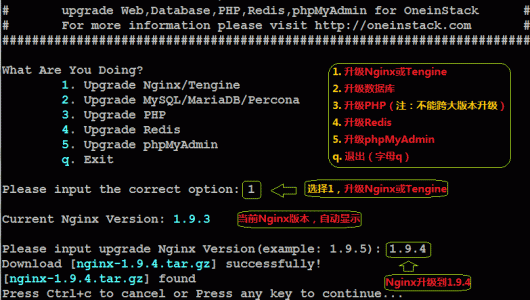 #       upgrade Web,Database,PHP,Redis,phpMyAdmin for OneinStack      #
#       For more information please visit http://oneinstack.com       #
#######################################################################
What Are You Doing?
1. Upgrade Nginx/Tengine
2. Upgrade MySQL/MariaDB/Percona
3. Upgrade PHP
4. Upgrade Redis
5. Upgrade phpMyAdmin
q. Exit
1. 升级Nginx或Tengine
2. 升级数据库
3. 升级PHP（注：不能跨大版本升级）
4. 升级Redis
5. 升级phpMyAdmin
q. 退出（字母q）
Please input the correct option: 1
选择1，升级Nginx或Tengine
Current Nginx Version: 1.9.3
当前Nginx版本，自动显示
Please input upgrade Nginx Version(example: 1.9.5): 1.9.4
Download [nginx-1.9.4.tar.gz] successfully!
[nginx-1.9.4.tar.gz] found
Nginx升级到1.9.4
Press Ctrl+c to cancel or Press any key to continue...